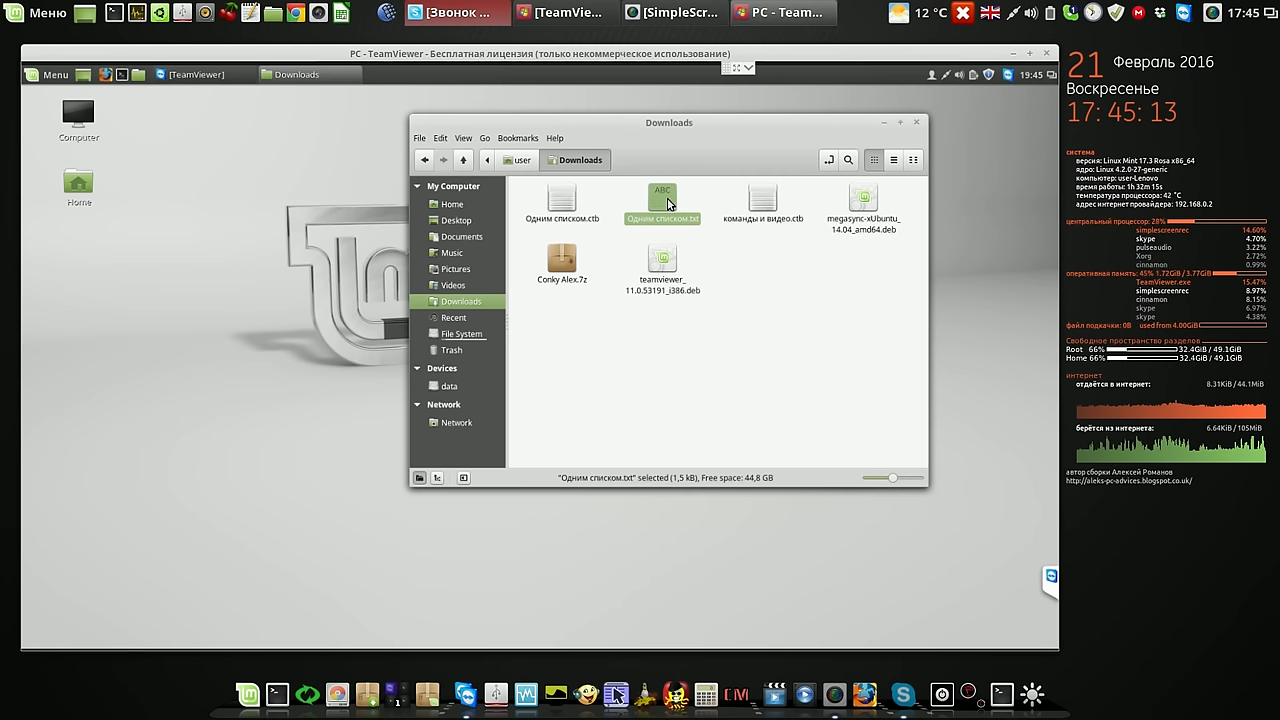 Меню
[Звонок ...
[TeamVie...
[SimpleScr...
PC - Team...
12 °C
17:45
PC - TeamViewer - Бесплатная лицензия (только некоммерческое использование)
Menu
[TeamViewer]
Downloads
19:45
Computer
Home
Downloads
File Edit View Go Bookmarks Help
user
Downloads
My Computer
Home
Desktop
Documents
Music
Pictures
Videos
Downloads
Recent
File System
Trash
Devices
data
Network
Network
Одним списком.ctb
ABC
Одним списком.txt
команды и видео.ctb
megasync-xUbuntu_
14.04_amd64.deb
Conky Alex.7z
teamviewer_
11.0.53191_i386.deb
"Одним списком.txt" selected (1,5 kB), Free space: 44,8 GB
21 Февраль 2016
Воскресенье
17: 45: 13
система
версия: Linux Mint 17.3 Rosa x86_64
ядро: Linux 4.2.0-27-generic
компьютер: user-Lenovo
время работы: 1h 32m 15s
температура процессора: 42 °C
адрес интернет провайдера: 192.168.0.2
центральный процессор: 28%
simplescreenrec 14.60%
skype 4.70%
pulseaudio 3.22%
Xorg 2.72%
cinnamon 0.99%
оперативная память: 45% 1.72GiB / 3.77GiB
TeamViewer.exe 15.47%
simplescreenrec 8.97%
cinnamon 8.15%
skype 6.97%
skype 4.38%
файл подкачки: 0B used from 4.00GiB
Свободное пространство разделов
Root 66% 32.4GiB / 49.1GiB
Home 66% 32.4GiB / 49.1GiB
интернет
отдаётся в интернет: 8.31KiB / 44.1MiB
берётся из интернета: 6.64KiB / 105MiB
автор сборки Алексей Романов
http://aleks-pc-advices.blogspot.co.uk/